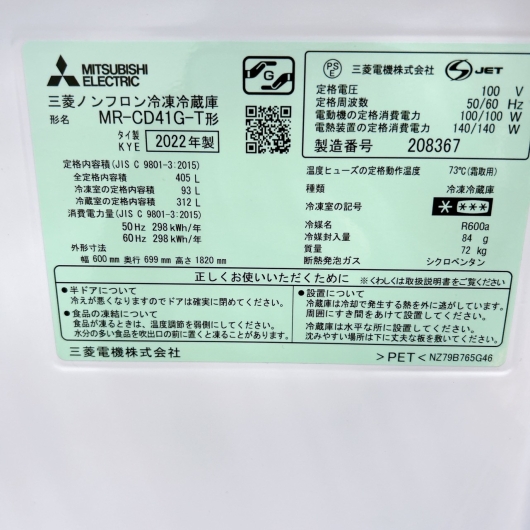 MITSUBISHI
ELECTRIC
G
PS
E
三菱電機株式会社
S JET
三菱ノンフロン冷凍冷蔵庫
形名 MR-CD41G-T形
タイ製
KYE
2022年製
定格電圧 100 V
定格周波数 50/60 Hz
電動機の定格消費電力 100/100 W
電熱装置の定格消費電力 140/140 W
製造番号 208367
定格内容積(JIS C 9801-3:2015)
全定格内容積 405 L
冷凍室の定格内容積 93 L
冷蔵室の定格内容積 312 L
消費電力量(JIS C 9801-3:2015)
50 Hz 298 kWh/年
60 Hz 298 kWh/年
外形寸法
幅 600 mm 奥行 699 mm 高さ 1820 mm
温度ヒューズの定格動作温度 73℃(霜取用)
種類 冷凍冷蔵庫
冷凍室の記号 * ***
冷媒名 R600a
冷媒封入量 84 g
質量 72 kg
断熱発泡ガス シクロペンタン
正しくお使いいただくために ※くわしくは取扱説明書をご覧ください
●半ドアについて
冷えが悪くなりますのでドアは確実に閉めてください。
●食品の凍結について
食品が凍るときは、温度調節を弱側にしてください。
水分の多い食品を吹出口の前に置くと凍ることがあります。
●設置について
冷蔵庫は冷却で発生する熱を外に逃がしています。
周囲にすき間をあけて設置してください。
冷蔵庫は水平な所に設置してください。
沈みやすい場所は下に丈夫な板を敷いてください。
三菱電機株式会社
>PET< NZ79B765G46